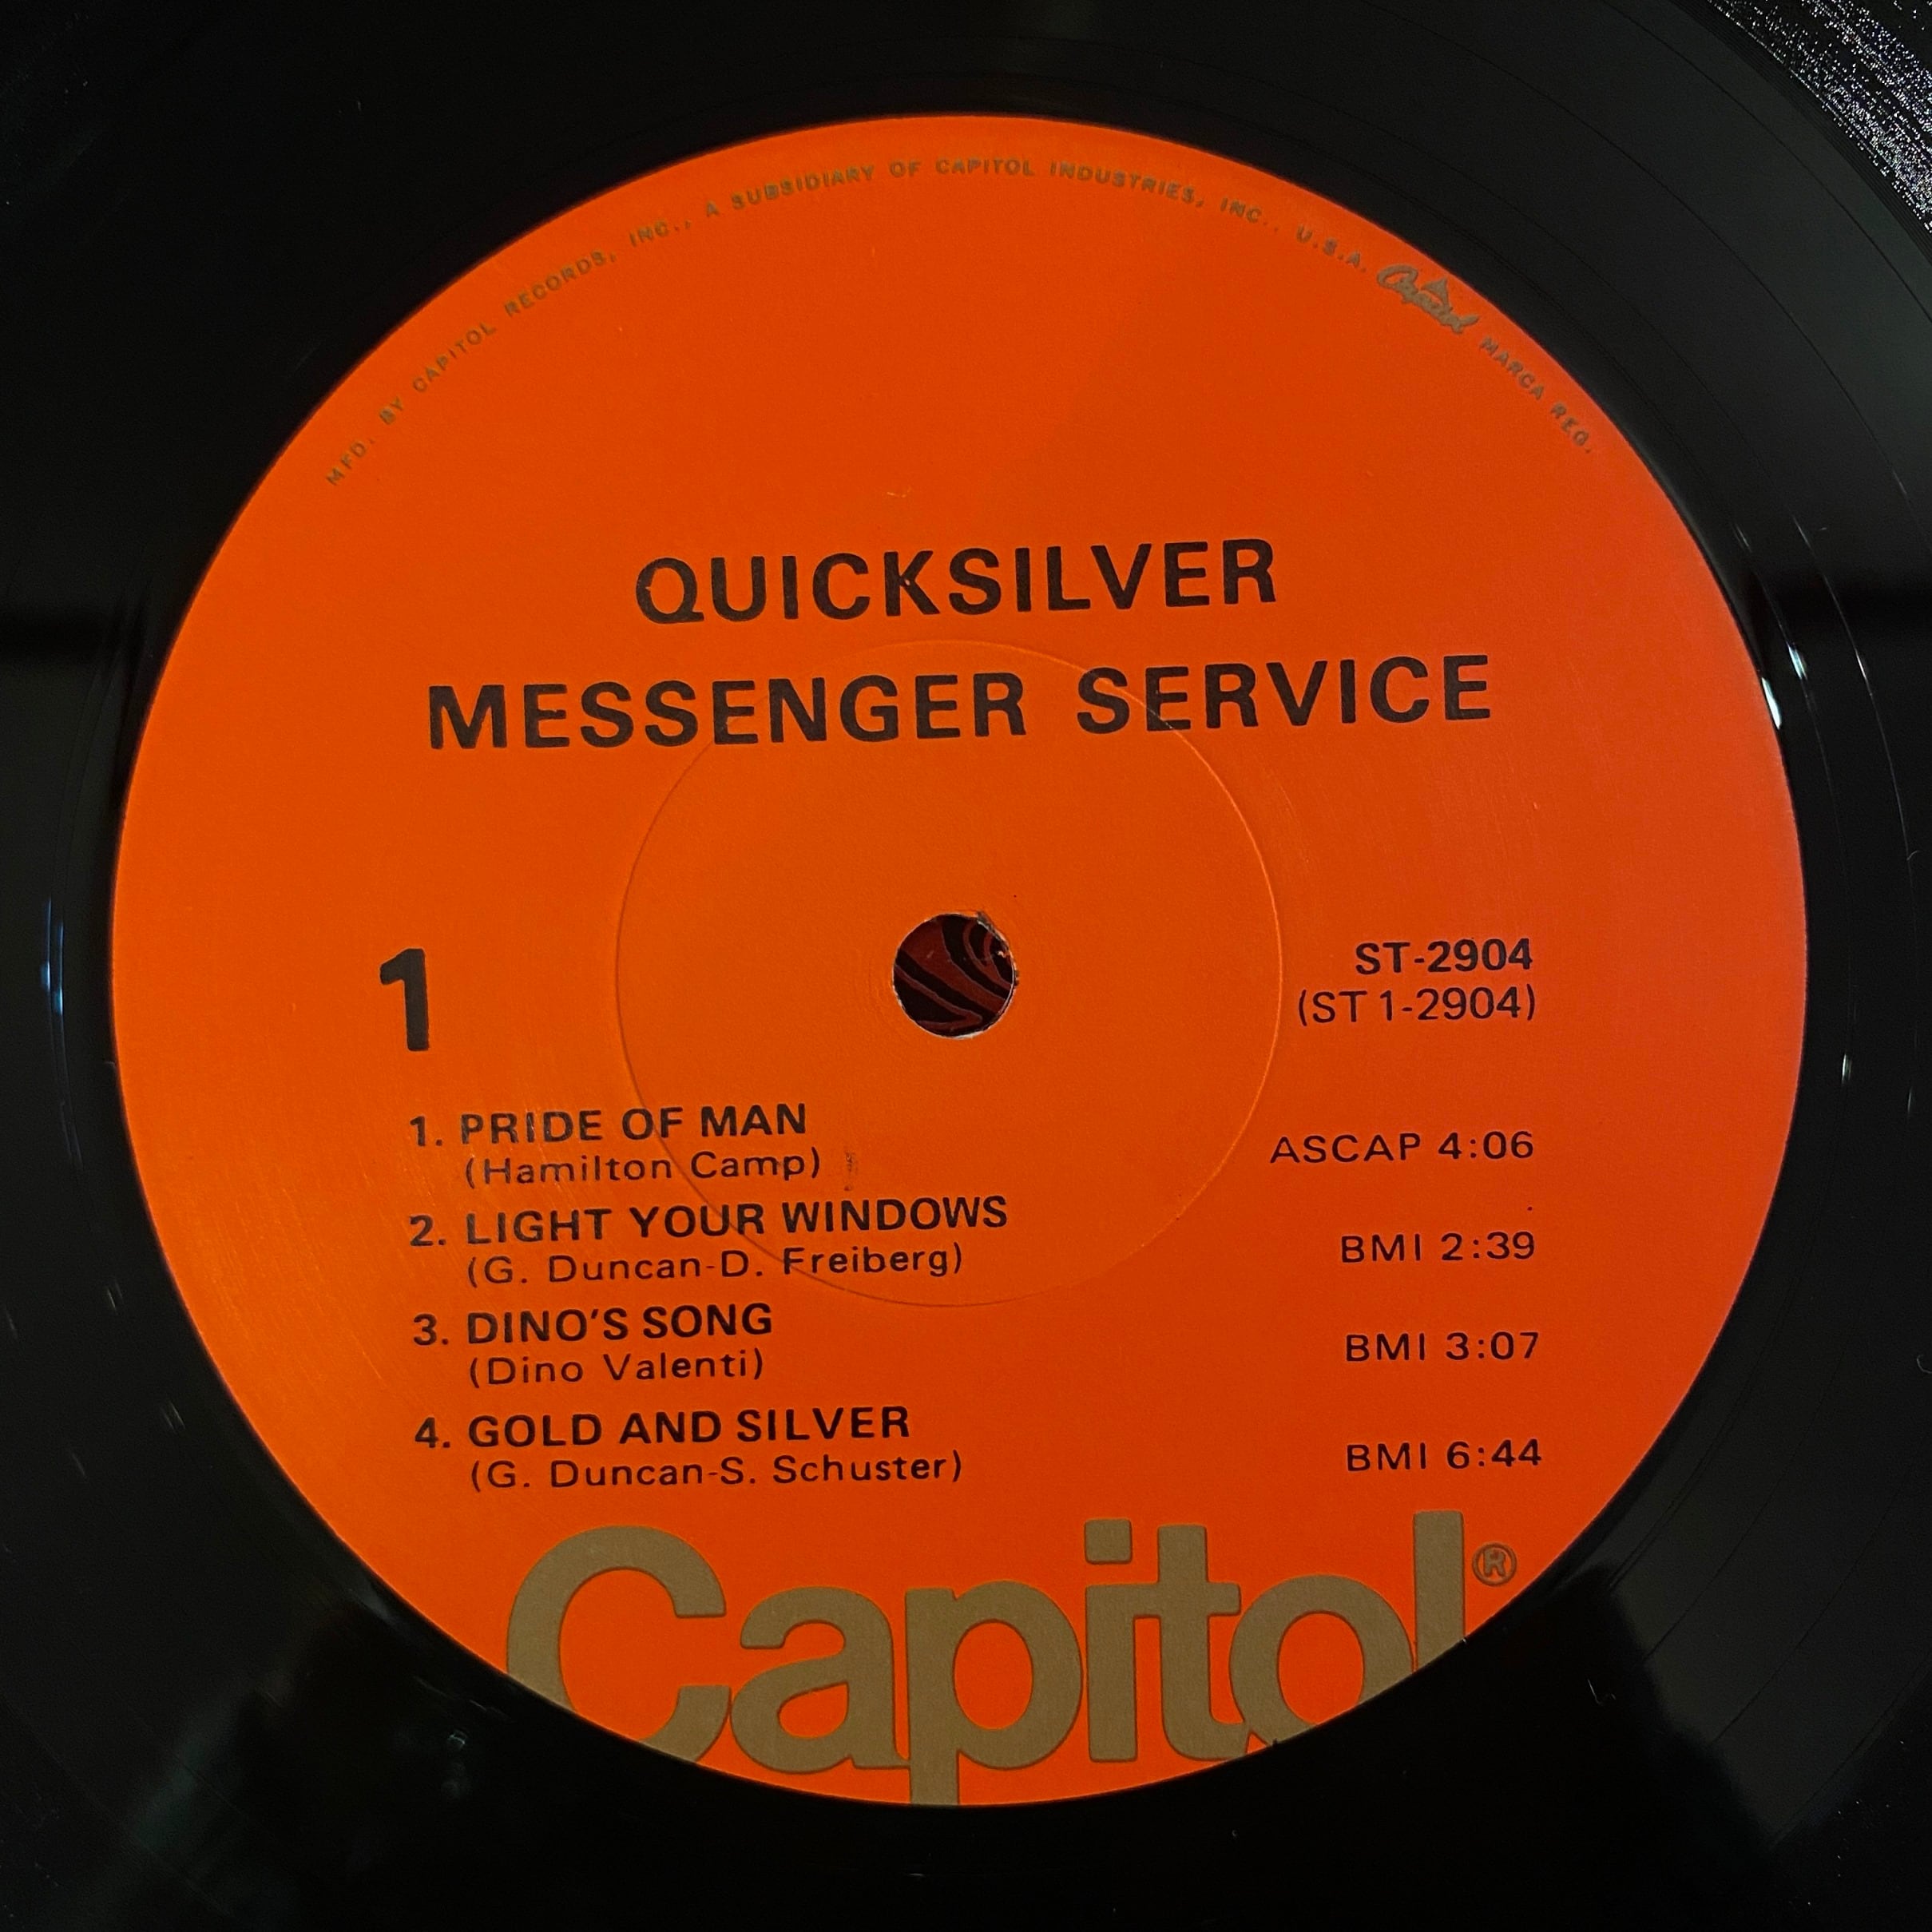 MFD. BY CAPITOL RECORDS, INC., A SUBSIDIARY OF CAPITOL INDUSTRIES, INC., U.S.A. Capitol MARCA REG.
QUICKSILVER
MESSENGER SERVICE
1
ST-2904
(ST 1-2904)
1. PRIDE OF MAN
(Hamilton Camp)
ASCAP 4:06
2. LIGHT YOUR WINDOWS
(G. Duncan-D. Freiberg)
BMI 2:39
3. DINO'S SONG
(Dino Valenti)
BMI 3:07
4. GOLD AND SILVER
(G. Duncan-S. Schuster)
BMI 6:44
Capitol®